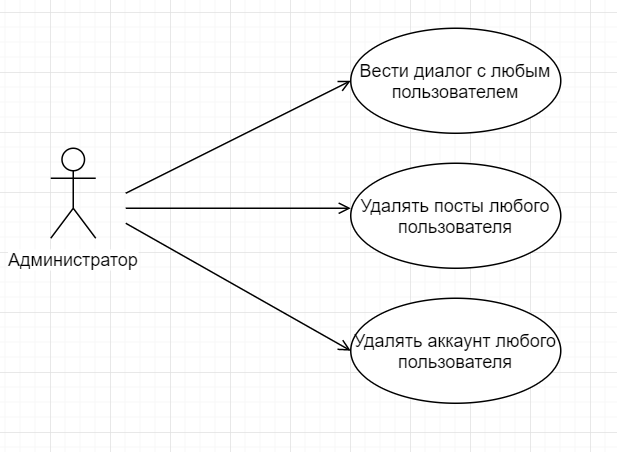 Вести диалог с любым
пользователем
Удалять посты любого
пользователя
Администратор
Удалять аккаунт любого
пользователя